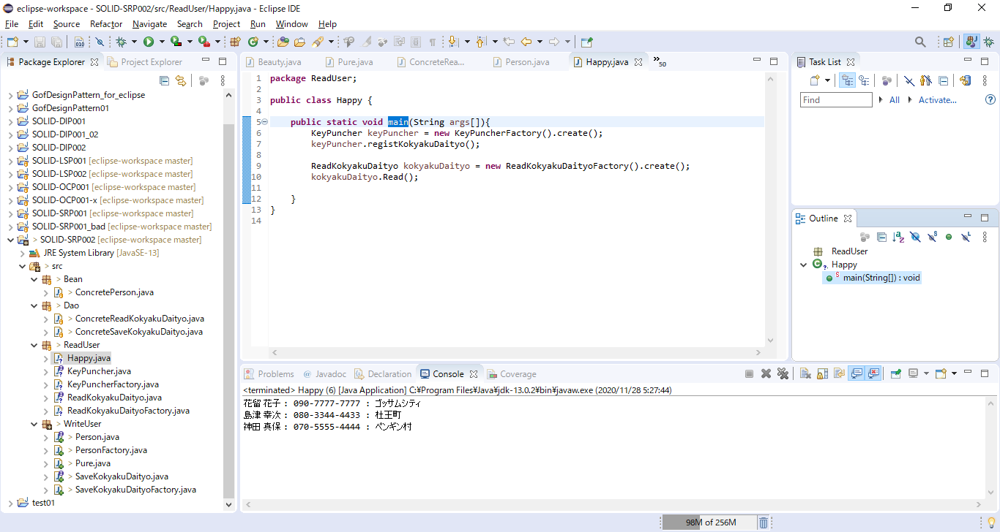 eclipse-workspace - SOLID-SRP002/src/ReadUser/Happy.java - Eclipse IDE
File Edit Source Refactor Navigate Search Project Run Window Help
Package Explorer Project Explorer
GofDesignPattern_for_eclipse
GofDesignPattern01
SOLID-DIP001
SOLID-DIP001_02
SOLID-DIP002
SOLID-LSP001 [eclipse-workspace master]
SOLID-LSP002 [eclipse-workspace master]
SOLID-OCP001 [eclipse-workspace master]
SOLID-OCP001-x [eclipse-workspace master]
SOLID-SRP001 [eclipse-workspace master]
SOLID-SRP001_bad [eclipse-workspace master]
> SOLID-SRP002 [eclipse-workspace master]
JRE System Library [JavaSE-13]
> src
> Bean
> ConcretePerson.java
> Dao
> ConcreteReadKokyakuDaityo.java
> ConcreteSaveKokyakuDaityo.java
> ReadUser
Happy.java
KeyPuncher.java
KeyPuncherFactory.java
ReadKokyakuDaityo.java
ReadKokyakuDaityoFactory.java
> WriteUser
> Person.java
> PersonFactory.java
> Pure.java
> SaveKokyakuDaityo.java
> SaveKokyakuDaityoFactory.java
test01
Beauty.java Pure.java ConcreteRea... Person.java Happy.java »50
1 package ReadUser;
2
3 public class Happy {
4
5 public static void main(String args[]){
6 KeyPuncher keyPuncher = new KeyPuncherFactory().create();
7 keyPuncher.registKokyakuDaityo();
8
9 ReadKokyakuDaityo kokyakuDaityo = new ReadKokyakuDaityoFactory().create();
10 kokyakuDaityo.Read();
11
12 }
13 }
14
Task List
Find All Activate...
Outline
ReadUser
Happy
main(String[]) : void
Problems @ Javadoc Declaration Console Coverage
<terminated> Happy (6) [Java Application] C:¥Program Files¥Java¥jdk-13.0.2¥bin¥javaw.exe (2020/11/28 5:27:44)
花留 花子 : 090-7777-7777 : ゴッサムシティ
島津 幸次 : 080-3344-4433 : 杜王町
神田 真保 : 070-5555-4444 : ペンギン村
98M of 256M